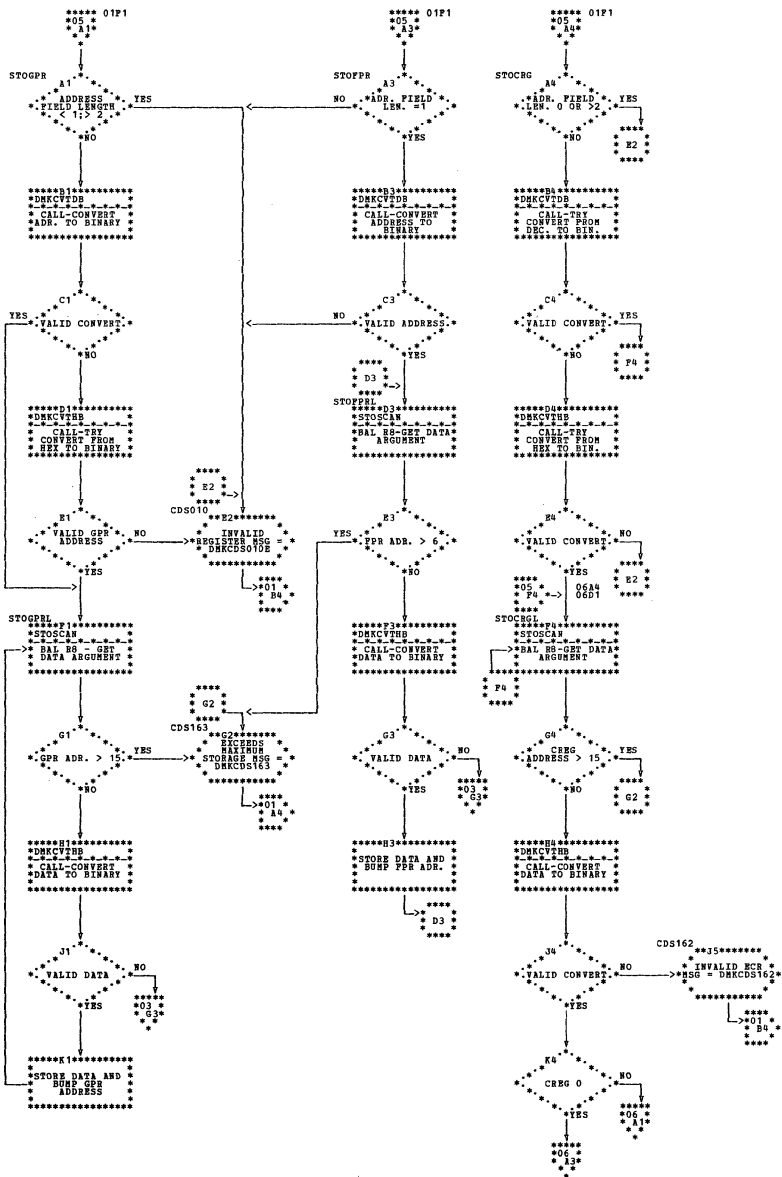 01F1
05 A1
STOGPR
A1
ADDRESS
FIELD LENGTH
< 1;> 2
YES
NO
B1
DMKCVTDB
CALL-CONVERT
ADR. TO BINARY
C1
YES
VALID CONVERT
NO
D1
DMKCVTHB
CALL-TRY
CONVERT FROM
HEX TO BINARY
E1
VALID GPR
ADDRESS
NO
YES
STOGPRL
F1
STOSCAN
BAL R8 - GET
DATA ARGUMENT
G1
GPR ADR. > 15
YES
NO
H1
DMKCVTHB
CALL-CONVERT
DATA TO BINARY
J1
VALID DATA
NO
03
G3
YES
K1
STORE DATA AND
BUMP GPR
ADDRESS
E2
CDS010
E2
INVALID
REGISTER MSG =
DMKCDS010E
01
B4
G2
CDS163
G2
EXCEEDS
MAXIMUM
STORAGE MSG =
DMKCDS163
01
A4
01F1
05
A3
STOFPR
A3
NO
ADR. FIELD
LEN. =1
YES
B3
DMKCVTDB
CALL-CONVERT
ADDRESS TO
BINARY
C3
NO
VALID ADDRESS
YES
D3
STOFPRL
D3
STOSCAN
BAL R8-GET DATA
ARGUMENT
E3
YES
FPR ADR. > 6
NO
F3
DMKCVTHB
CALL-CONVERT
DATA TO BINARY
G3
VALID DATA
NO
03
G3
YES
H3
STORE DATA AND
BUMP FPR ADR.
D3
01F1
05
A4
STOCRG
A4
ADR. FIELD
LEN. 0 OR >2
YES
E2
NO
B4
DMKCVTDB
CALL-TRY
CONVERT FROM
DEC. TO BIN.
C4
VALID CONVERT
YES
F4
NO
D4
DMKCVTHB
CALL-TRY
CONVERT FROM
HEX TO BIN.
E4
VALID CONVERT
NO
E2
YES
05
F4
06A4
06D1
STOCRGL
F4
STOSCAN
BAL R8-GET DATA
ARGUMENT
F4
G4
CREG
ADDRESS > 15
YES
G2
NO
H4
DMKCVTHB
CALL-CONVERT
DATA TO BINARY
J4
VALID CONVERT
NO
YES
CDS162
J5
INVALID ECR
MSG = DMKCDS162
01
B4
K4
CREG 0
NO
06
A1
YES
06
A3